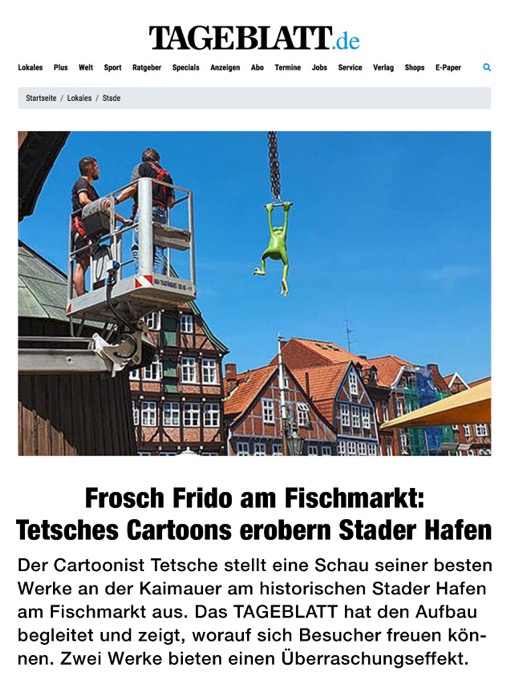 TAGEBLATT.de
Lokales Plus Welt Sport Ratgeber Specials Anzeigen Abo Termine Jobs Service Verlag Shops E-Paper
Startseite / Lokales / Stade
Frosch Frido am Fischmarkt:
Tetsches Cartoons erobern Stader Hafen
Der Cartoonist Tetsche stellt eine Schau seiner besten
Werke an der Kaimauer am historischen Stader Hafen
am Fischmarkt aus. Das TAGEBLATT hat den Aufbau
begleitet und zeigt, worauf sich Besucher freuen kön-
nen. Zwei Werke bieten einen Überraschungseffekt.